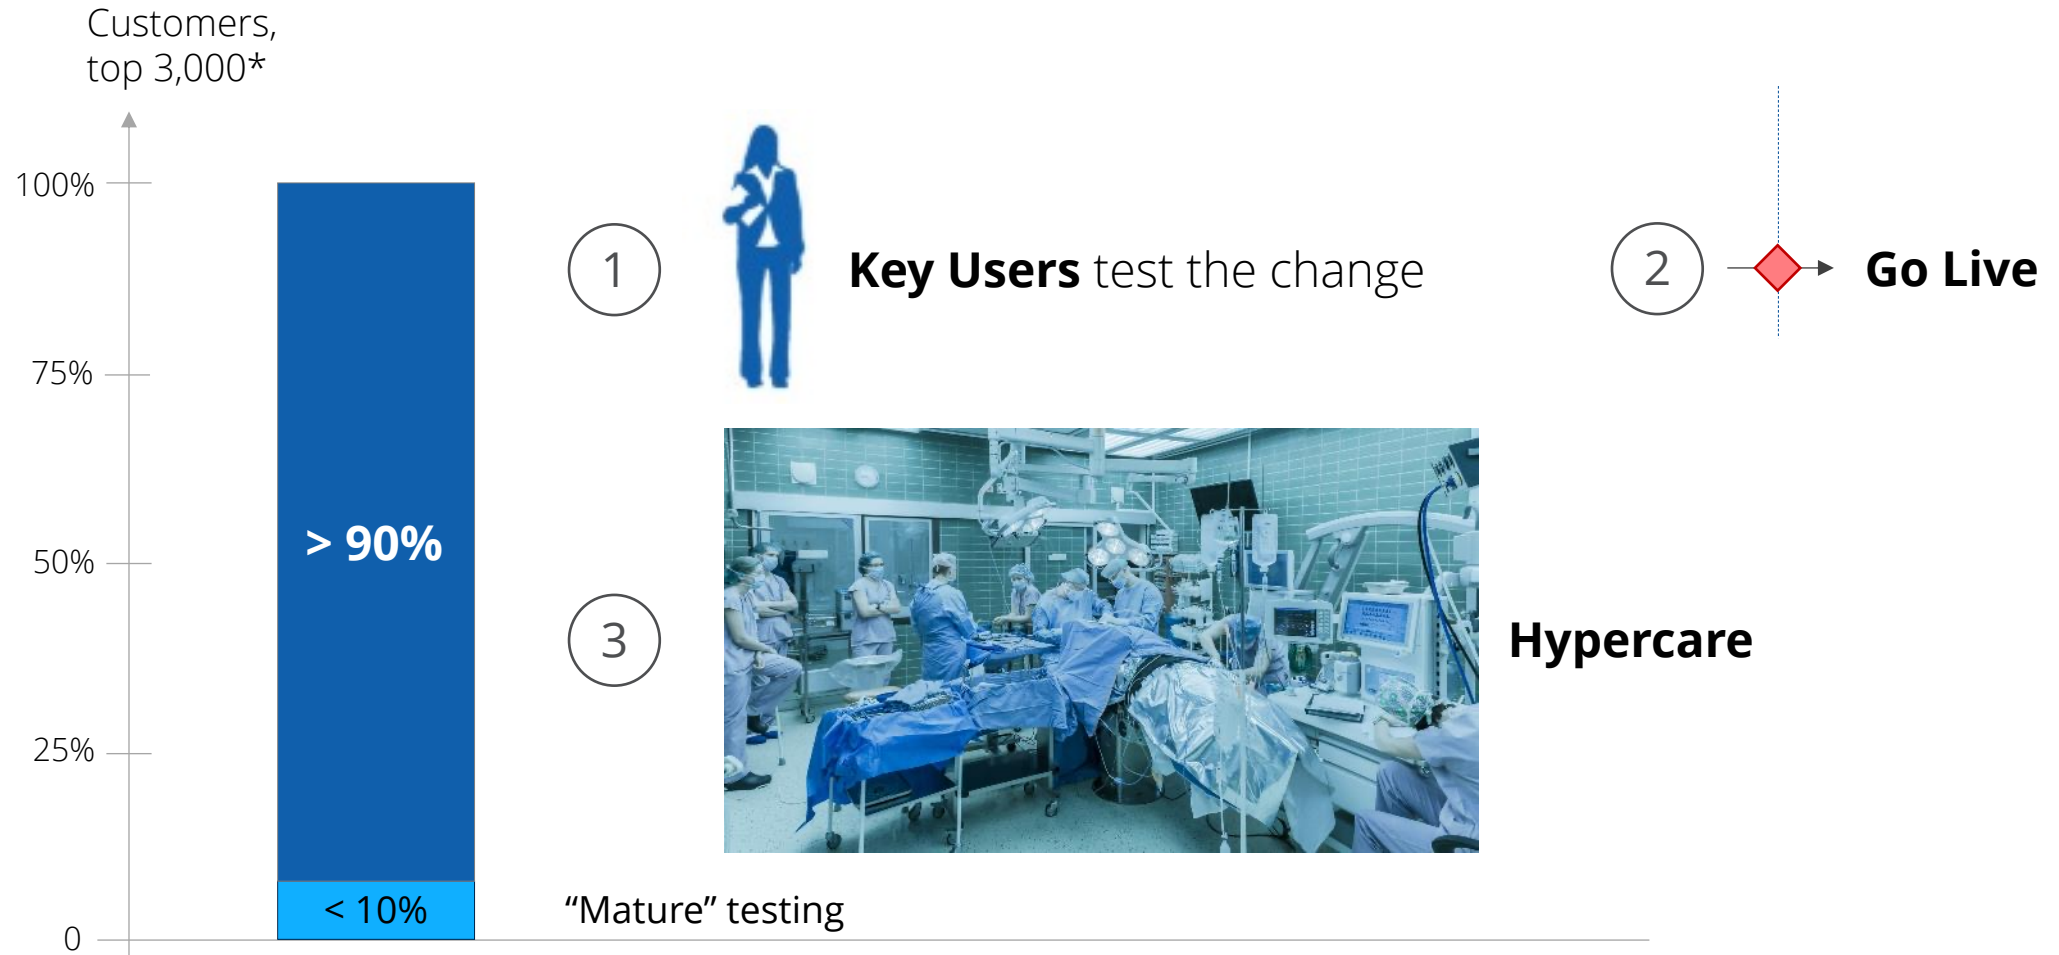 Customers,
top 3,000*
100%
75%
50%
25%
0
> 90%
< 10%
1
Key Users test the change
2
Go Live
3
Hypercare
“Mature” testing